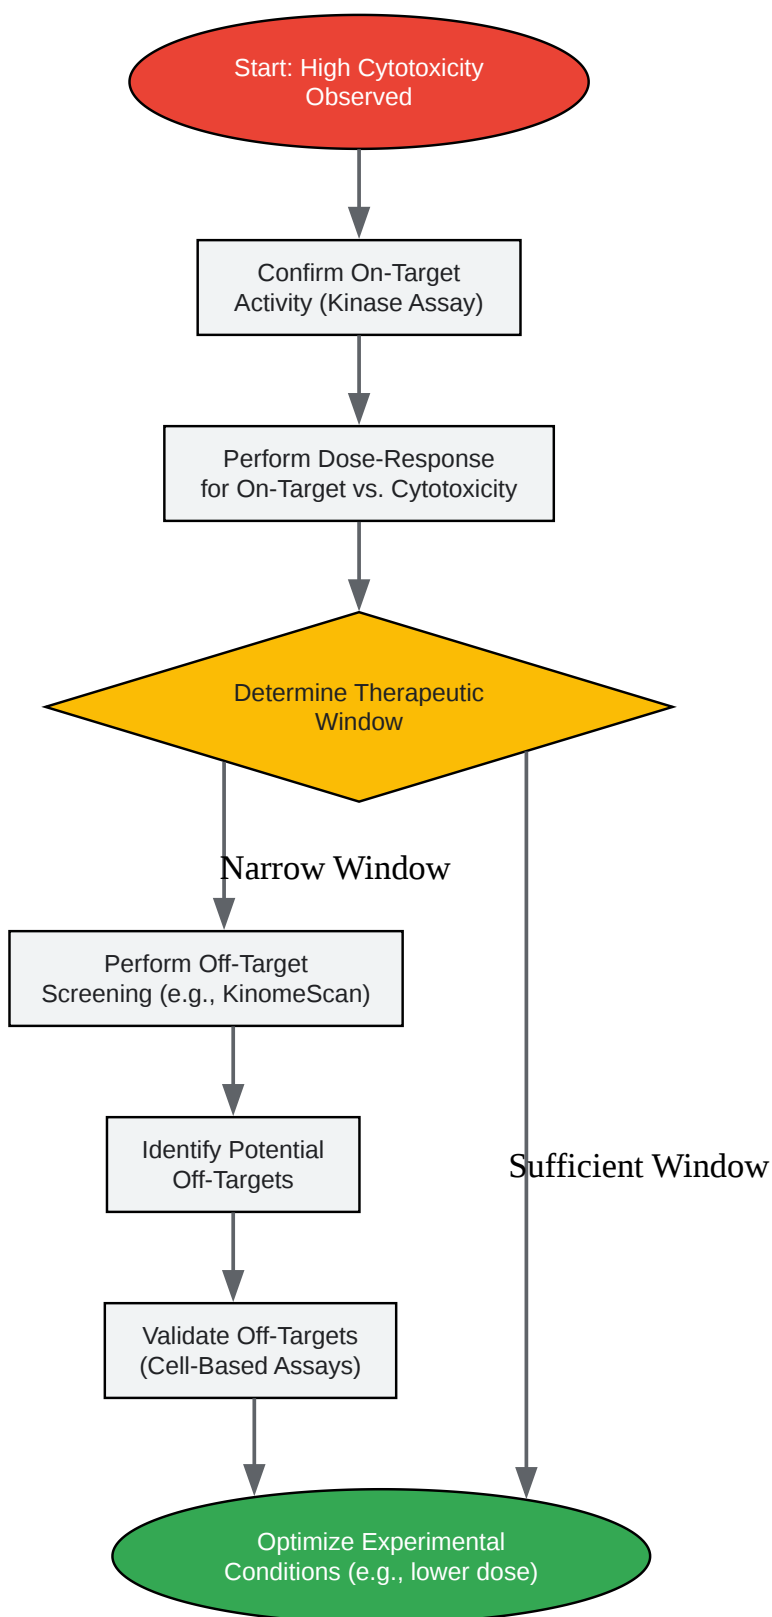 Start: High Cytotoxicity
Observed
Confirm On-Target
Activity (Kinase Assay)
Perform Dose-Response
for On-Target vs. Cytotoxicity
Determine Therapeutic
Window
Narrow Window
Perform Off-Target
Screening (e.g., KinomeScan)
Identify Potential
Off-Targets
Sufficient Window
Validate Off-Targets
(Cell-Based Assays)
Optimize Experimental
Conditions (e.g., lower dose)